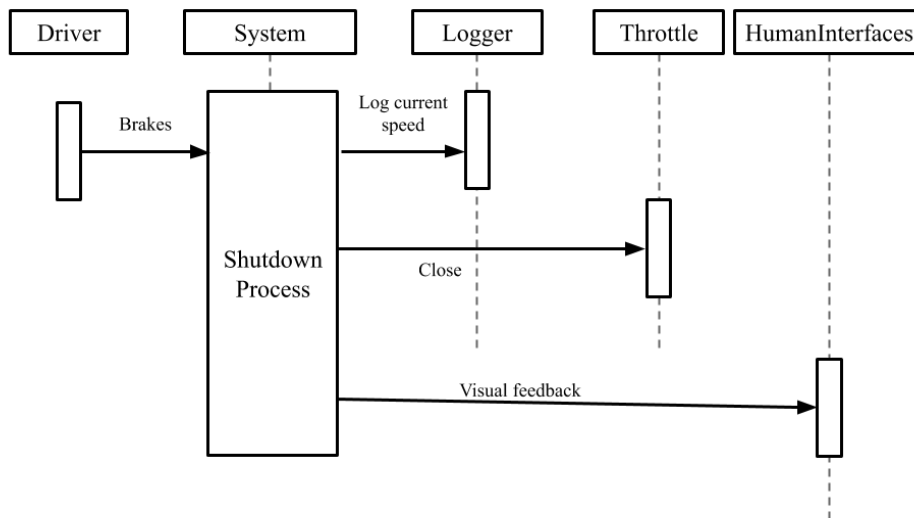 Driver
System
Logger
Throttle
HumanInterfaces
Brakes
Log current
speed
Shutdown
Process
Close
Visual feedback